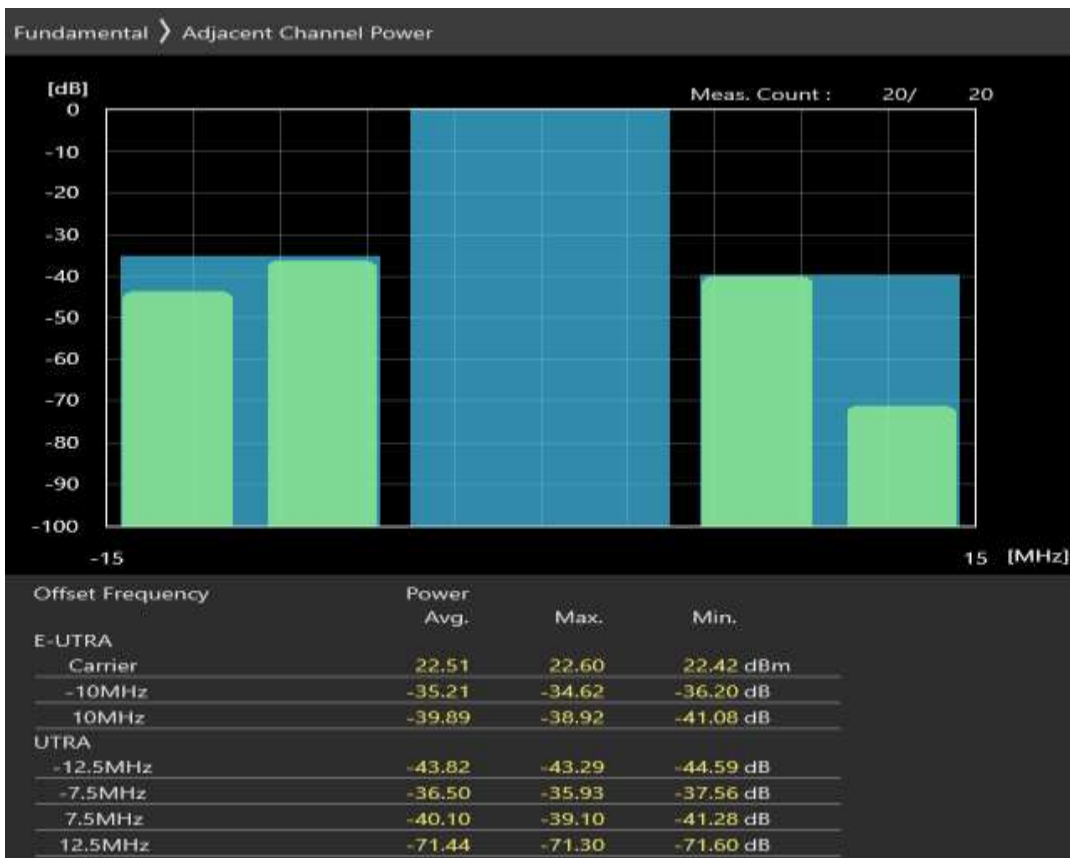 Fundamental ❭ Adjacent Channel Power
[dB]
Meas. Count : 20/ 20
0
-10
-20
-30
-40
-50
-60
-70
-80
-90
-100
-15 15 [MHz]
Offset Frequency Power
Avg. Max. Min.
E-UTRA
Carrier 22.51 22.60 22.42 dBm
-10MHz -35.21 -34.62 -36.20 dB
10MHz -39.89 -38.92 -41.08 dB
UTRA
-12.5MHz -43.82 -43.29 -44.59 dB
-7.5MHz -36.50 -35.93 -37.56 dB
7.5MHz -40.10 -39.10 -41.28 dB
12.5MHz -71.44 -71.30 -71.60 dB